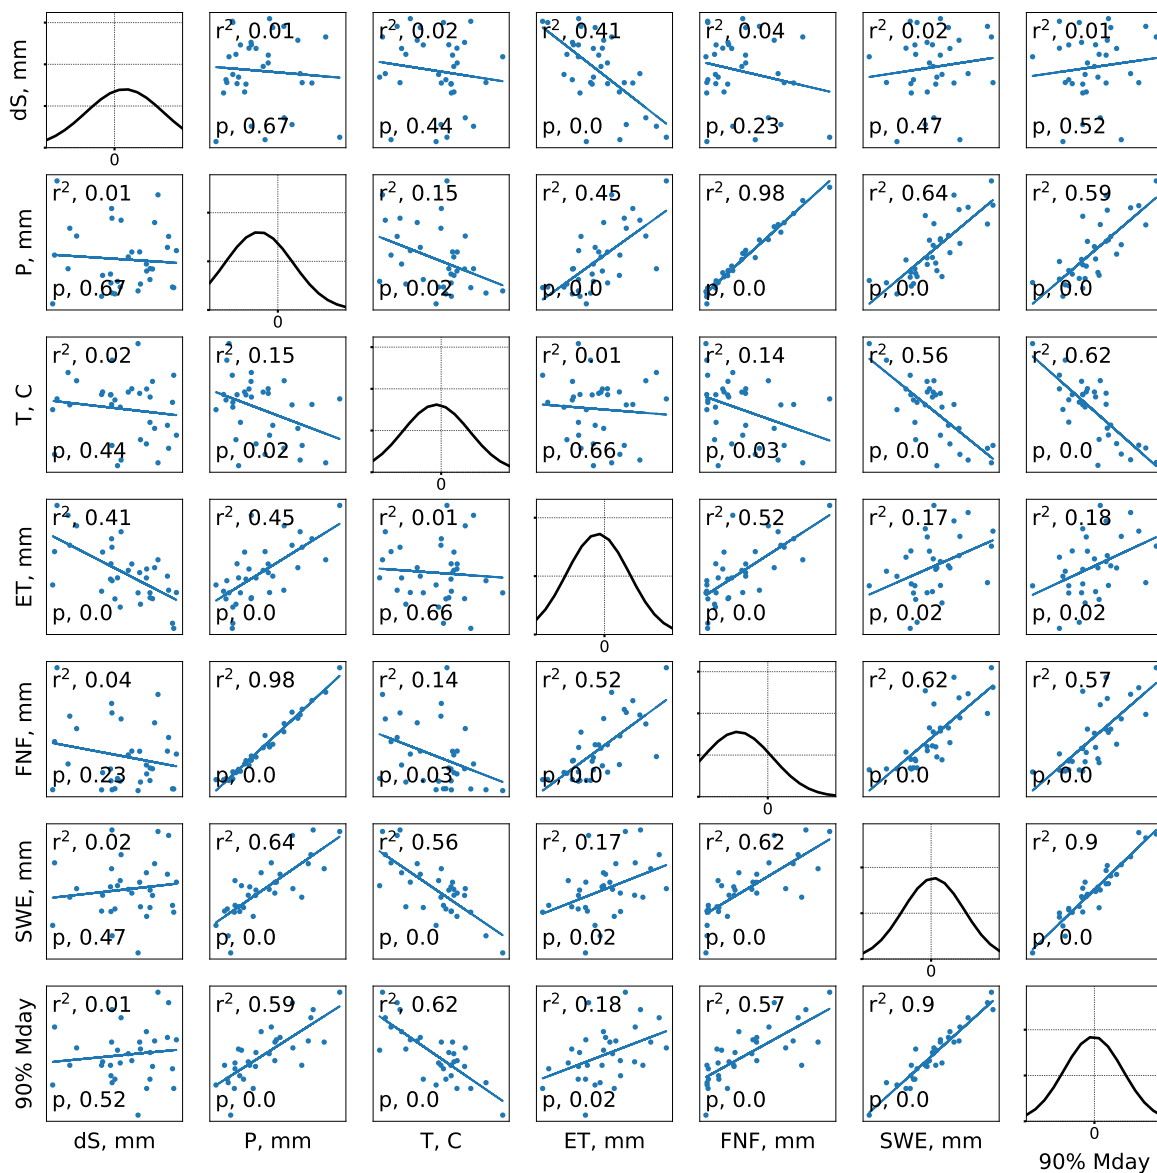 dS, mm
r², 0.01
p, 0.67
r², 0.02
p, 0.44
r², 0.41
p, 0.0
r², 0.04
p, 0.23
r², 0.02
p, 0.47
r², 0.01
p, 0.52
0
P, mm
r², 0.01
p, 0.67
r², 0.15
p, 0.02
r², 0.45
p, 0.0
r², 0.98
p, 0.0
r², 0.64
p, 0.0
r², 0.59
p, 0.0
0
T, C
r², 0.02
p, 0.44
r², 0.15
p, 0.02
r², 0.01
p, 0.66
r², 0.14
p, 0.03
r², 0.56
p, 0.0
r², 0.62
p, 0.0
0
ET, mm
r², 0.41
p, 0.0
r², 0.45
p, 0.0
r², 0.01
p, 0.66
r², 0.52
p, 0.0
r², 0.17
p, 0.02
r², 0.18
p, 0.02
0
FNF, mm
r², 0.04
p, 0.23
r², 0.98
p, 0.0
r², 0.14
p, 0.03
r², 0.52
p, 0.0
r², 0.62
p, 0.0
r², 0.57
p, 0.0
0
SWE, mm
r², 0.02
p, 0.47
r², 0.64
p, 0.0
r², 0.56
p, 0.0
r², 0.17
p, 0.02
r², 0.62
p, 0.0
r², 0.9
p, 0.0
0
90% Mday
r², 0.01
p, 0.52
r², 0.59
p, 0.0
r², 0.62
p, 0.0
r², 0.18
p, 0.02
r², 0.57
p, 0.0
r², 0.9
p, 0.0
0
dS, mm
P, mm
T, C
ET, mm
FNF, mm
SWE, mm
90% Mday